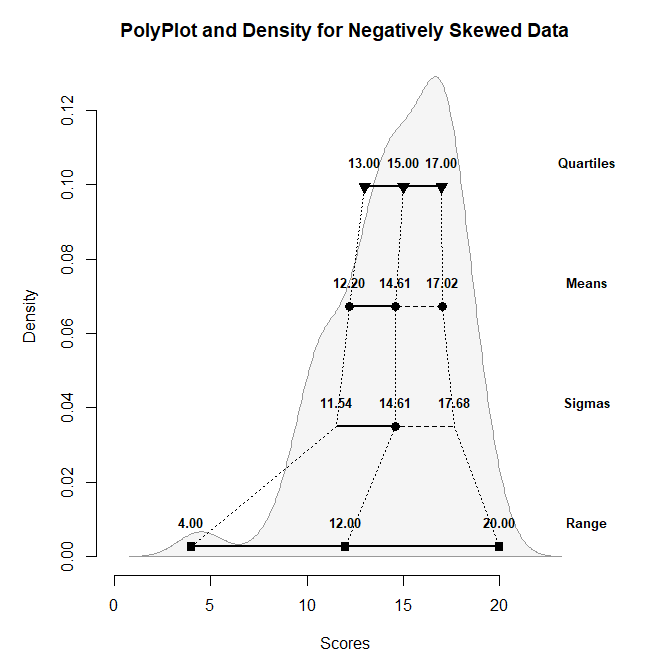 PolyPlot and Density for Negatively Skewed Data
0.12
0.10
0.08
0.06
0.04
0.02
0.00
Density
13.00 15.00 17.00 Quartiles
12.20 14.61 17.02 Means
11.54 14.61 17.68 Sigmas
4.00 12.00 20.00 Range
0 5 10 15 20
Scores